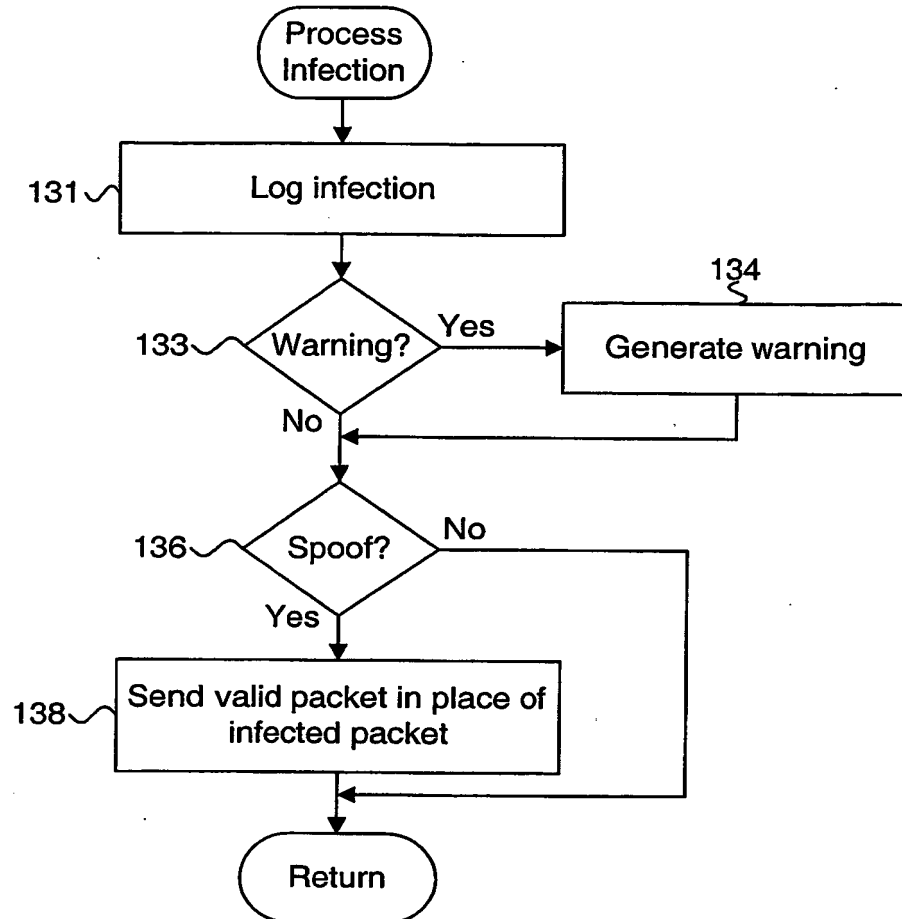 Process
Infection
131
Log infection
134
133
Warning?
Yes
Generate warning
No
136
Spoof?
No
Yes
138
Send valid packet in place of
infected packet
Return